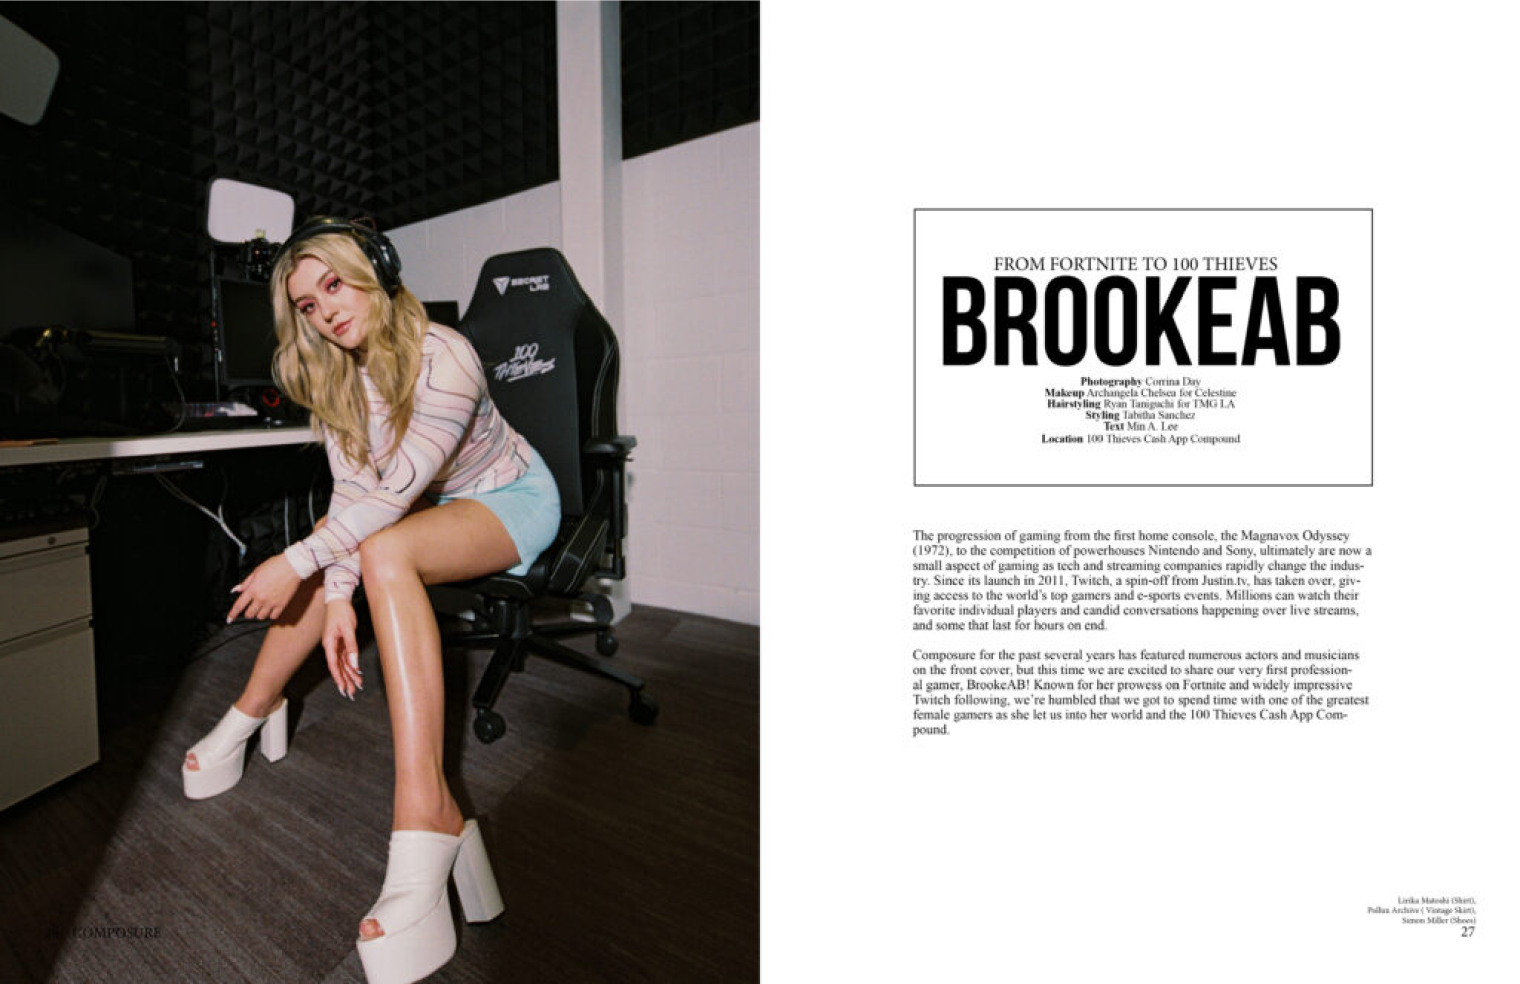 SECRET
LAB
100
THIEVES
COMPOSURE
FROM FORTNITE TO 100 THIEVES
BROOKEAB
Photography Corrina Day
Makeup Archangela Chelsea for Celestine
Hairstyling Ryan Taniguchi for TMG LA
Styling Tabitha Sanchez
Text Min A. Lee
Location 100 Thieves Cash App Compound
The progression of gaming from the first home console, the Magnavox Odyssey
(1972), to the competition of powerhouses Nintendo and Sony, ultimately are now a
small aspect of gaming as tech and streaming companies rapidly change the indus-
try. Since its launch in 2011, Twitch, a spin-off from Justin.tv, has taken over, giv-
ing access to the world's top gamers and e-sports events. Millions can watch their
favorite individual players and candid conversations happening over live streams,
and some that last for hours on end.
Composure for the past several years has featured numerous actors and musicians
on the front cover, but this time we are excited to share our very first profession-
al gamer, BrookeAB! Known for her prowess on Fortnite and widely impressive
Twitch following, we're humbled that we got to spend time with one of the greatest
female gamers as she let us into her world and the 100 Thieves Cash App Com-
pound.
Lirika Matoshi (Shirt),
Pollux Archive ( Vintage Skirt),
Simon Miller (Shoes)
27